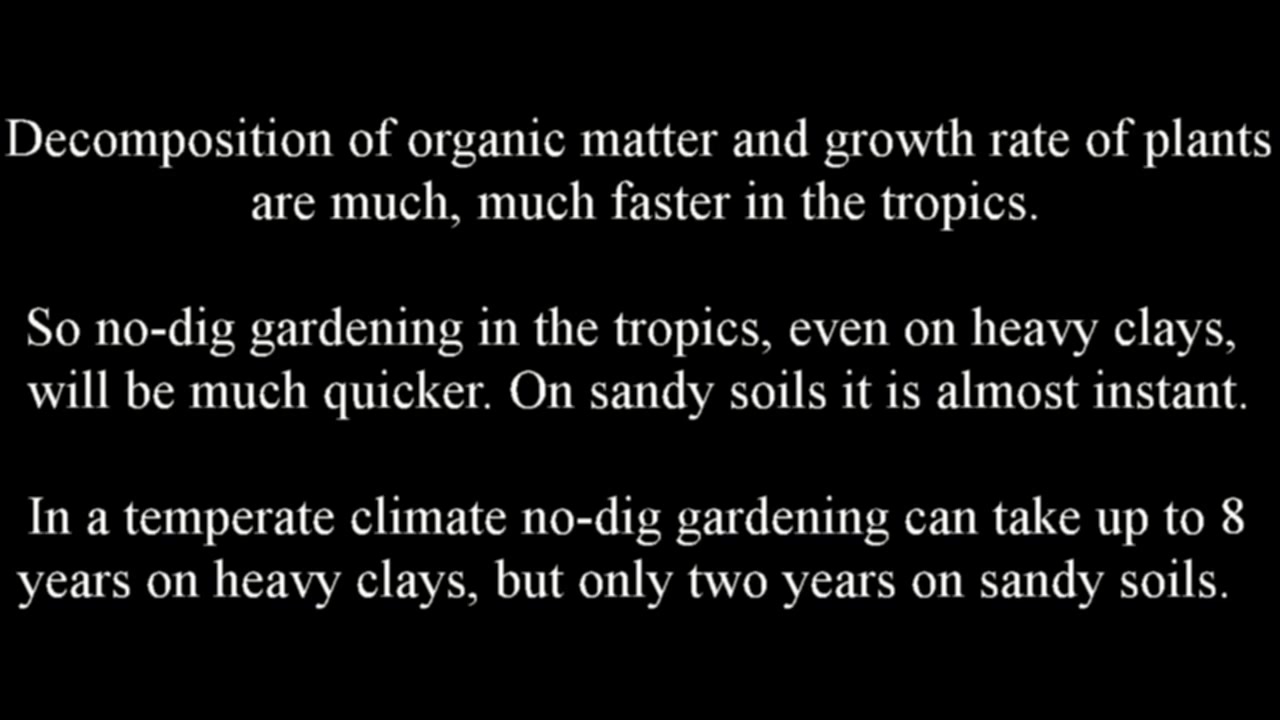 Decomposition of organic matter and growth rate of plants
are much, much faster in the tropics.
So no-dig gardening in the tropics, even on heavy clays,
will be much quicker. On sandy soils it is almost instant.
In a temperate climate no-dig gardening can take up to 8
years on heavy clays, but only two years on sandy soils.